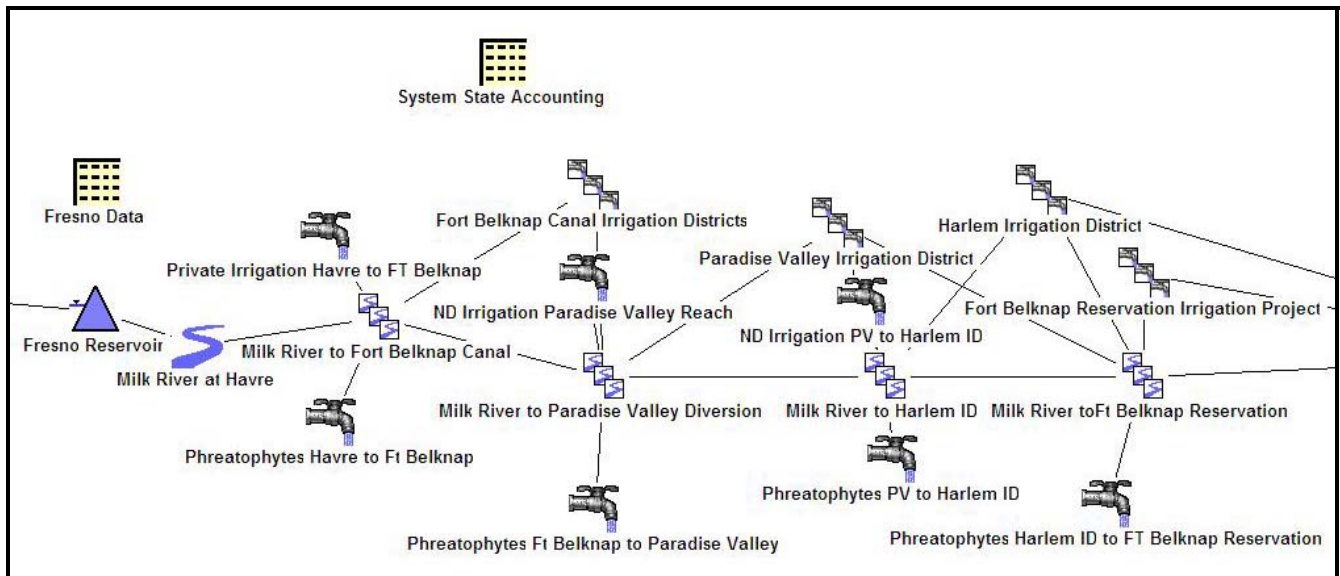 System State Accounting
Fresno Data
Fort Belknap Canal Irrigation Districts
Harlem Irrigation District
Private Irrigation Havre to FT Belknap
Paradise Valley Irrigation District
ND Irrigation Paradise Valley Reach
Fort Belknap Reservation Irrigation Project
ND Irrigation PV to Harlem ID
Fresno Reservoir
Milk River to Fort Belknap Canal
Milk River at Havre
Milk River to Paradise Valley Diversion
Milk River to Harlem ID
Milk River toFt Belknap Reservation
Phreatophytes Havre to Ft Belknap
Phreatophytes PV to Harlem ID
Phreatophytes Ft Belknap to Paradise Valley
Phreatophytes Harlem ID to FT Belknap Reservation